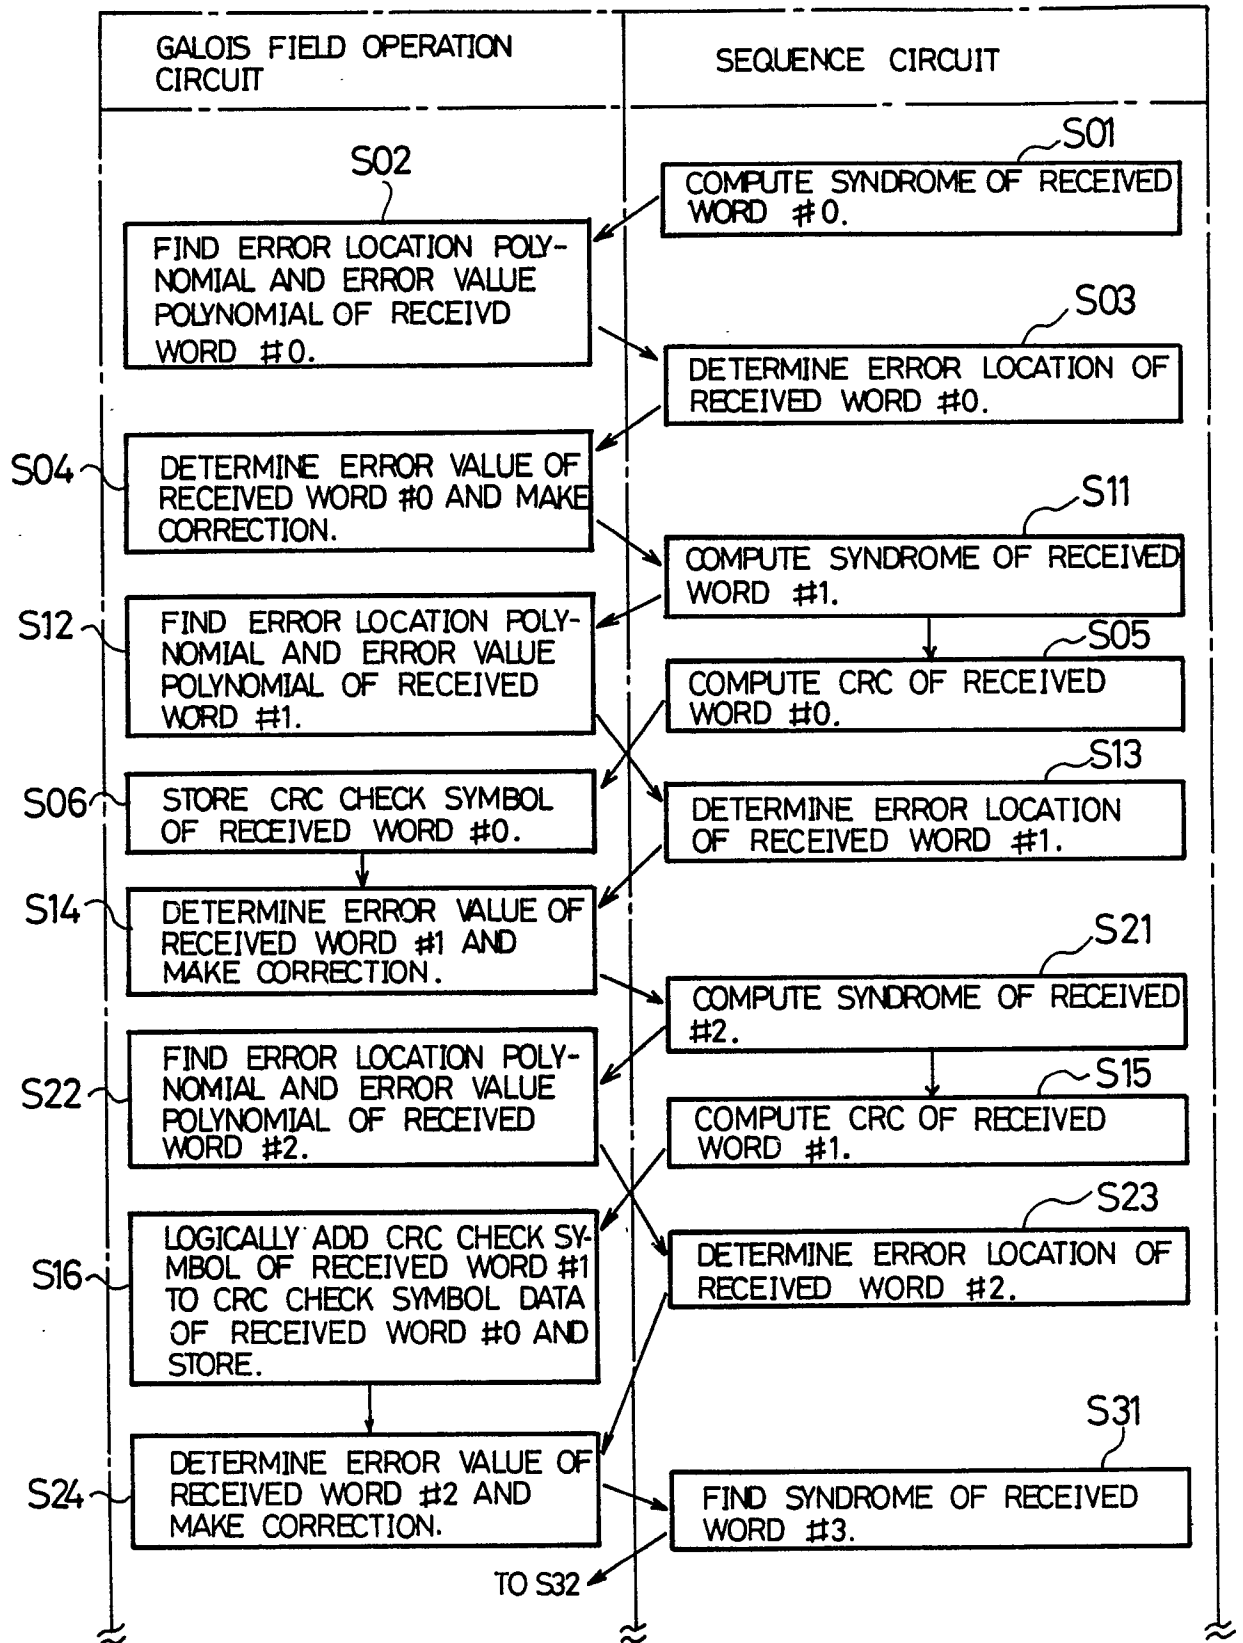 GALOIS FIELD OPERATION
CIRCUIT
SEQUENCE CIRCUIT
S01
COMPUTE SYNDROME OF RECEIVED
WORD #0.
S02
FIND ERROR LOCATION POLY-
NOMIAL AND ERROR VALUE
POLYNOMIAL OF RECEIVD
WORD #0.
S03
DETERMINE ERROR LOCATION OF
RECEIVED WORD #0.
S04
DETERMINE ERROR VALUE OF
RECEIVED WORD #0 AND MAKE
CORRECTION.
S11
COMPUTE SYNDROME OF RECEIVED
WORD #1.
S12
FIND ERROR LOCATION POLY-
NOMIAL AND ERROR VALUE
POLYNOMIAL OF RECEIVED
WORD #1.
S05
COMPUTE CRC OF RECEIVED
WORD #0.
S06
STORE CRC CHECK SYMBOL
OF RECEIVED WORD #0.
S13
DETERMINE ERROR LOCATION
OF RECEIVED WORD #1.
S14
DETERMINE ERROR VALUE OF
RECEIVED WORD #1 AND
MAKE CORRECTION.
S21
COMPUTE SYNDROME OF RECEIVED
#2.
S22
FIND ERROR LOCATION POLY-
NOMIAL AND ERROR VALUE
POLYNOMIAL OF RECEIVED
WORD #2.
S15
COMPUTE CRC OF RECEIVED
WORD #1.
S16
LOGICALLY ADD CRC CHECK SY-
MBOL OF RECEIVED WORD #1
TO CRC CHECK SYMBOL DATA
OF RECEIVED WORD #0 AND
STORE.
S23
DETERMINE ERROR LOCATION OF
RECEIVED WORD #2.
S24
DETERMINE ERROR VALUE OF
RECEIVED WORD #2 AND
MAKE CORRECTION.
S31
FIND SYNDROME OF RECEIVED
WORD #3.
TO S32